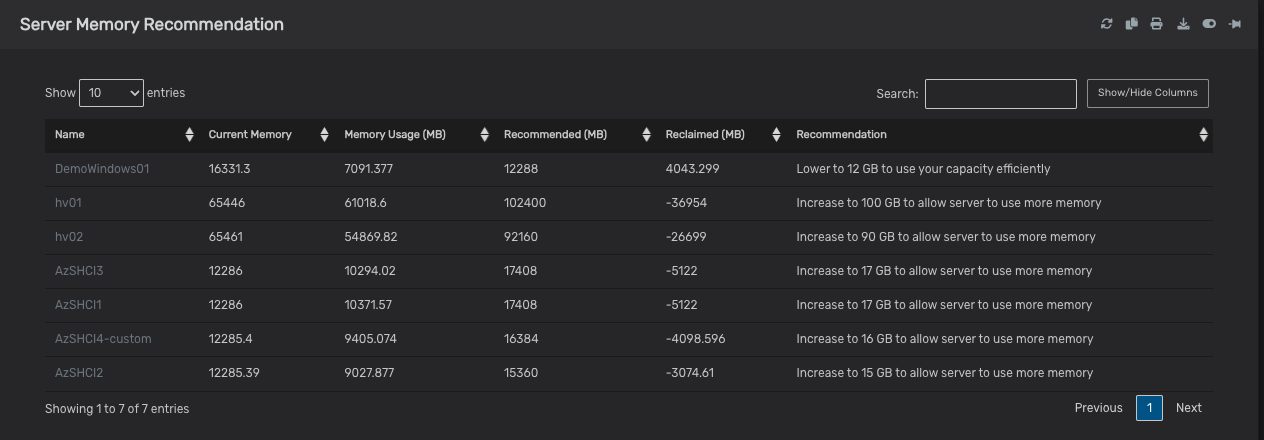 Server Memory Recommendation
Show 10 entries Search: Show/Hide Columns
Name Current Memory Memory Usage (MB) Recommended (MB) Reclaimed (MB) Recommendation
DemoWindows01 16331.3 7091.377 12288 4043.299 Lower to 12 GB to use your capacity efficiently
hv01 65446 61018.6 102400 -36954 Increase to 100 GB to allow server to use more memory
hv02 65461 54869.82 92160 -26699 Increase to 90 GB to allow server to use more memory
AzSHCI3 12286 10294.02 17408 -5122 Increase to 17 GB to allow server to use more memory
AzSHCI1 12286 10371.57 17408 -5122 Increase to 17 GB to allow server to use more memory
AzSHCI4-custom 12285.4 9405.074 16384 -4098.596 Increase to 16 GB to allow server to use more memory
AzSHCI2 12285.39 9027.877 15360 -3074.61 Increase to 15 GB to allow server to use more memory
Showing 1 to 7 of 7 entries Previous 1 Next